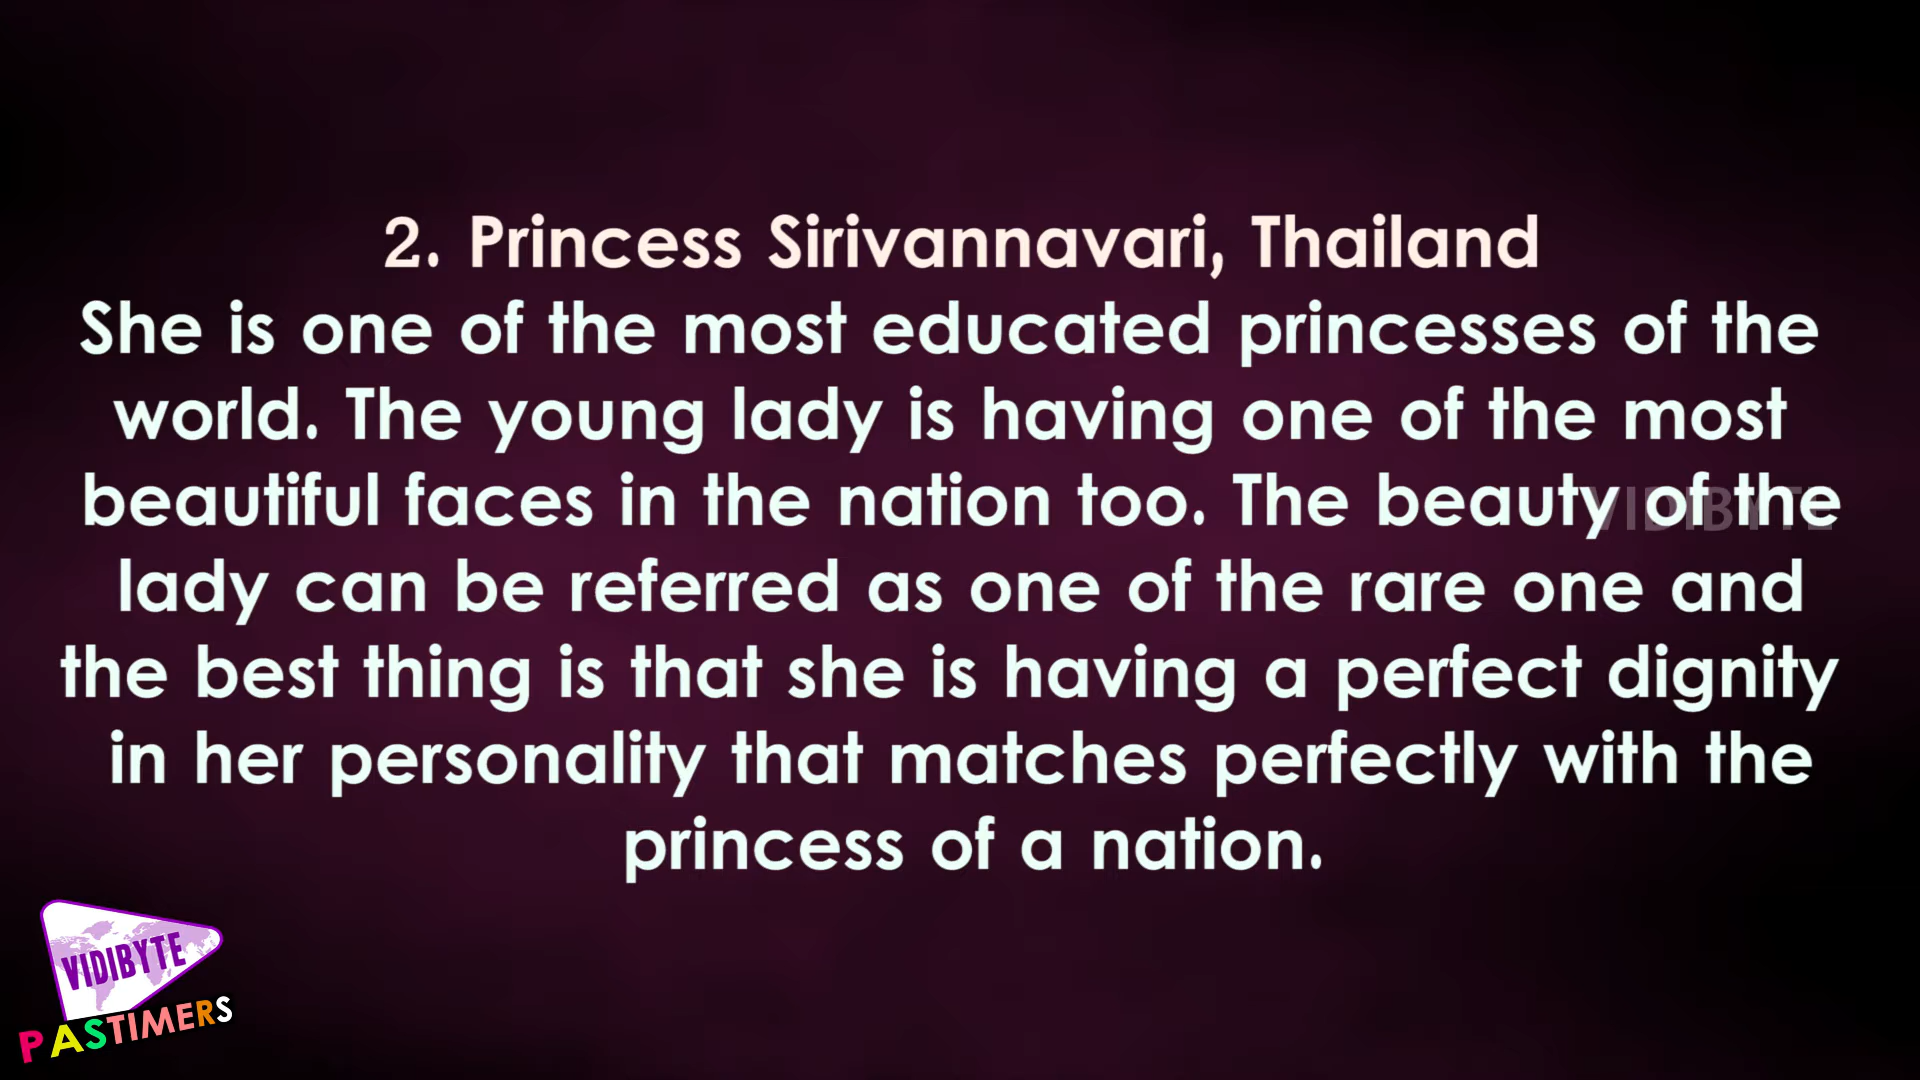 2. Princess Sirivannavari, Thailand
She is one of the most educated princesses of the
world. The young lady is having one of the most
beautiful faces in the nation too. The beauty of the
lady can be referred as one of the rare one and
the best thing is that she is having a perfect dignity
in her personality that matches perfectly with the
princess of a nation.
VIDIBYTE
VIDIBYTE
PASTIMERS